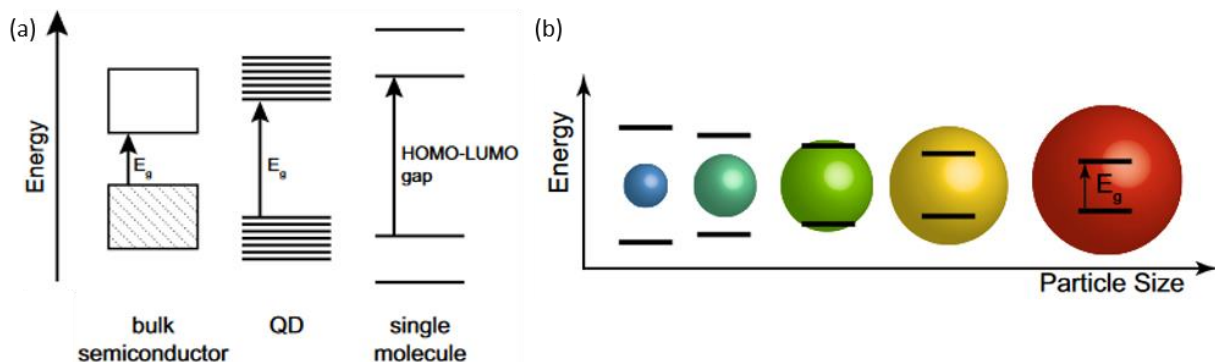 (a)
Energy
E_g
bulk
semiconductor
E_g
QD
HOMO-LUMO
gap
single
molecule
(b)
Energy
E_g
Particle Size